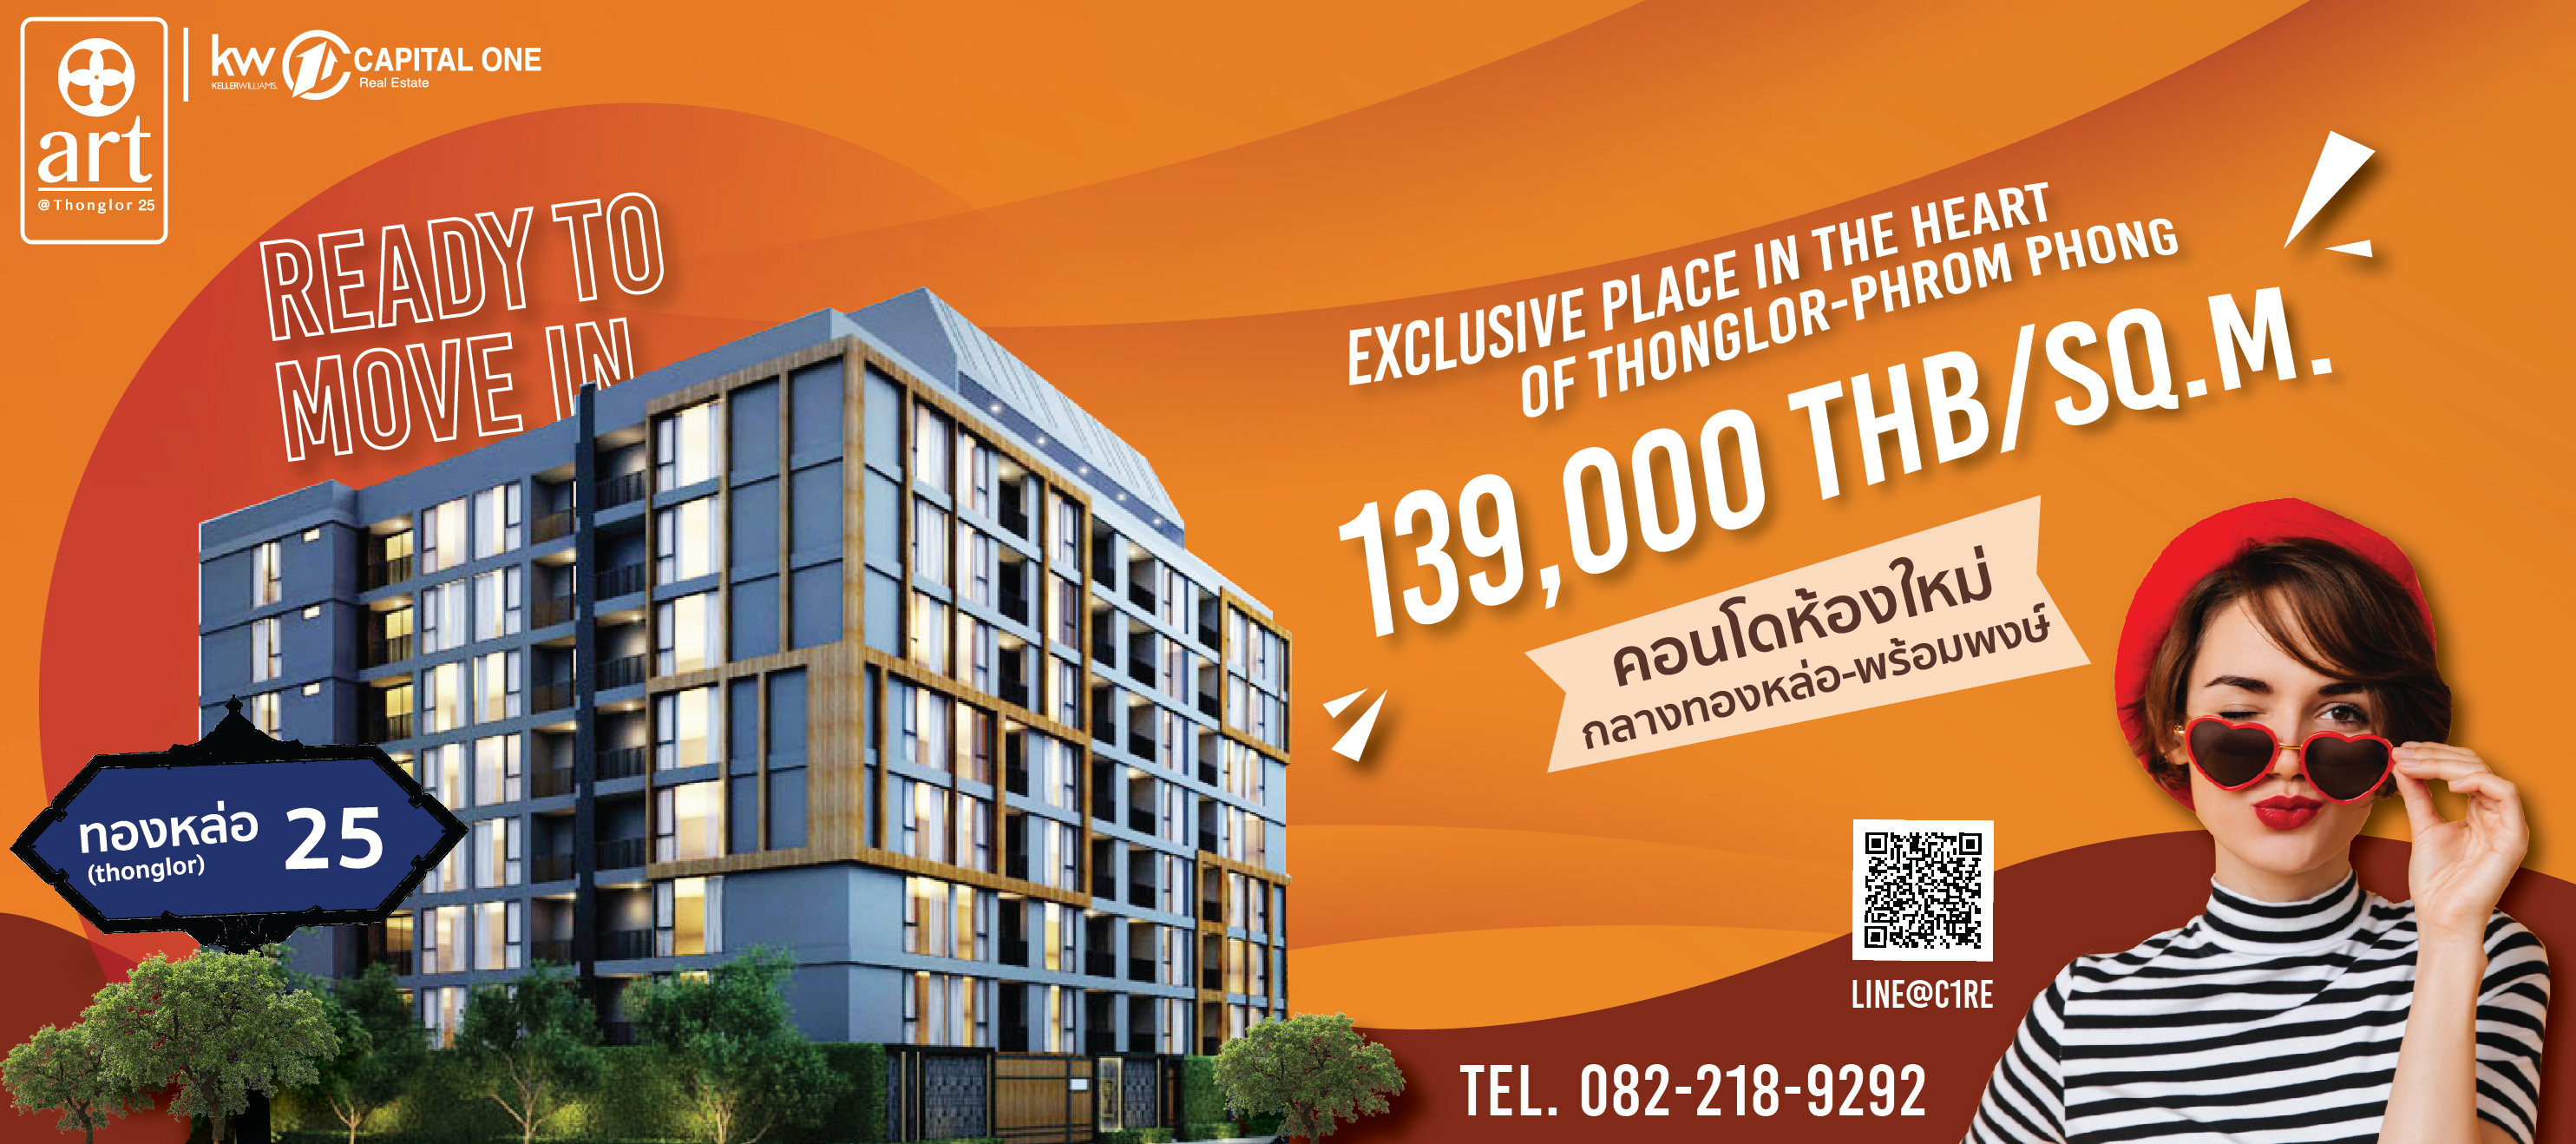 art
@Thonglor 25
kw
KELLERWILLIAMS.
CAPITAL ONE
Real Estate
READY TO
MOVE IN
EXCLUSIVE PLACE IN THE HEART
OF THONGLOR-PHROM PHONG
139,000 THB/SQ.M.
คอนโดห้องใหม่
กลางทองหล่อ-พร้อมพงษ์
ทองหล่อ 25
(thonglor)
LINE@C1RE
TEL. 082-218-9292